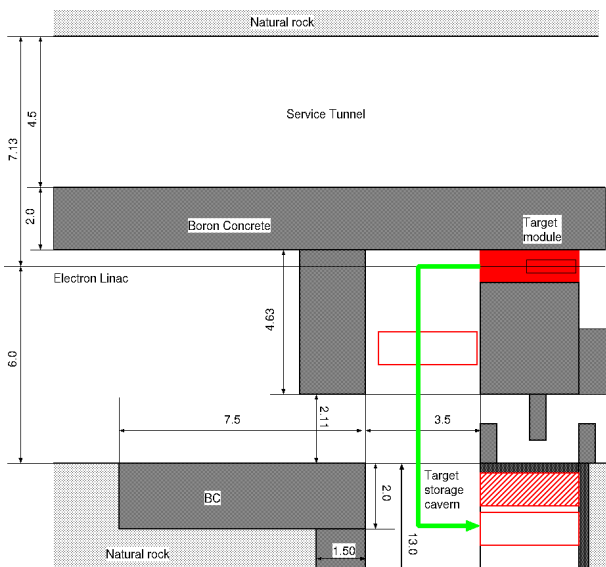 Natural rock
4.5
Service Tunnel
7.13
2.0
Boron Concrete
Target
module
Electron Linac
4.63
6.0
2.11
7.5
3.5
BC
2.0
Target
storage
cavern
13.0
Natural rock
1.50